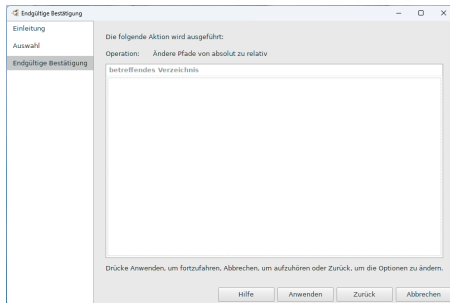 Endgültige Bestätigung
Einleitung
Auswahl
Endgültige Bestätigung
Die folgende Aktion wird ausgeführt:
Operation: Ändere Pfade von absolut zu relativ
betreffendes Verzeichnis
Drücke Anwenden, um fortzufahren, Abbrechen, um aufzuhören oder Zurück, um die Optionen zu ändern.
Hilfe Anwenden Zurück Abbrechen